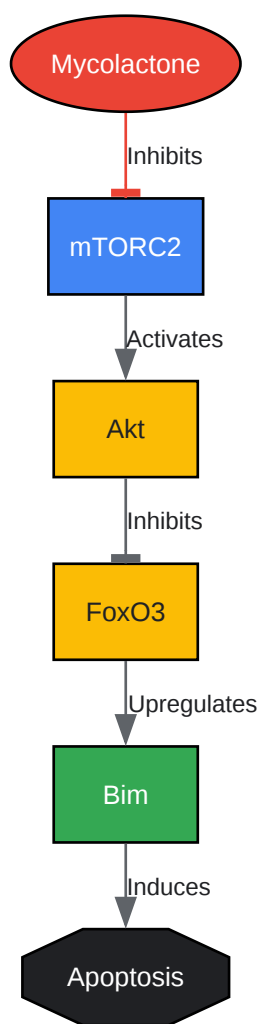 Mycolactone
Inhibits
mTORC2
Activates
Akt
Inhibits
FoxO3
Upregulates
Bim
Induces
Apoptosis